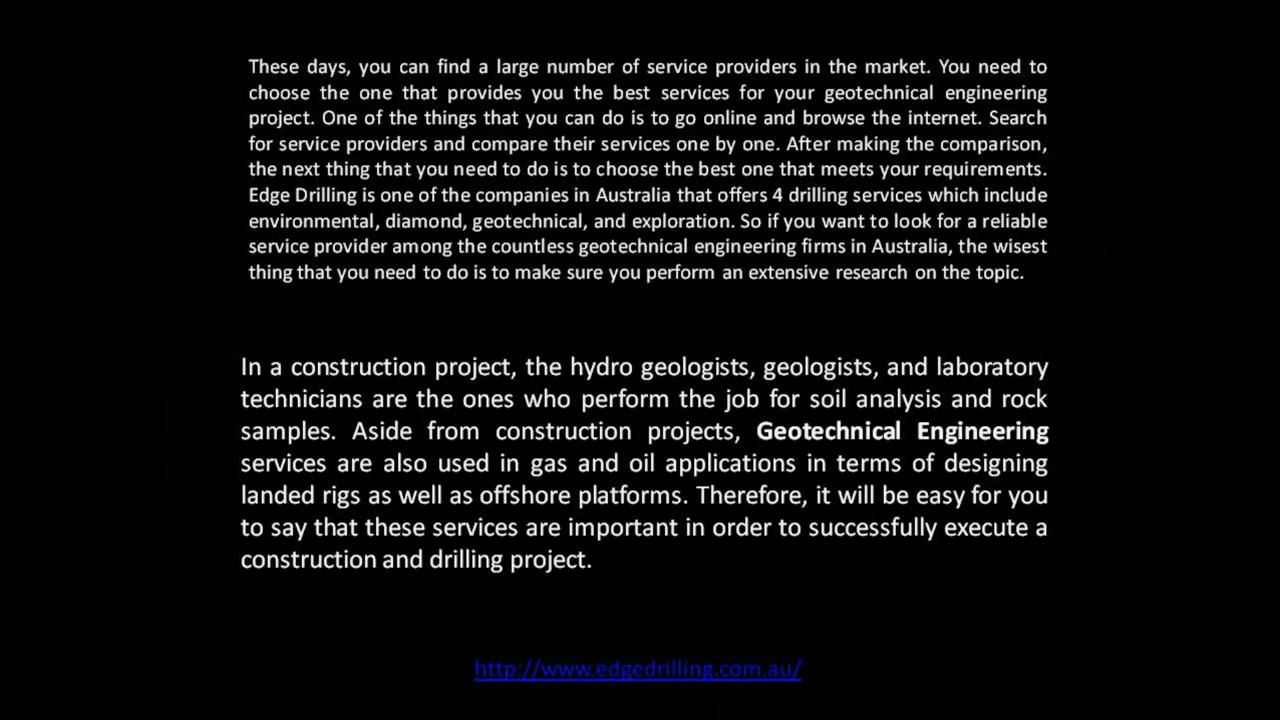 These days, you can find a large number of service providers in the market. You need to
choose the one that provides you the best services for your geotechnical engineering
project. One of the things that you can do is to go online and browse the internet. Search
for service providers and compare their services one by one. After making the comparison,
the next thing that you need to do is to choose the best one that meets your requirements.
Edge Drilling is one of the companies in Australia that offers 4 drilling services which include
environmental, diamond, geotechnical, and exploration. So if you want to look for a reliable
service provider among the countless geotechnical engineering firms in Australia, the wisest
thing that you need to do is to make sure you perform an extensive research on the topic.
In a construction project, the hydro geologists, geologists, and laboratory
technicians are the ones who perform the job for soil analysis and rock
samples. Aside from construction projects, Geotechnical Engineering
services are also used in gas and oil applications in terms of designing
landed rigs as well as offshore platforms. Therefore, it will be easy for you
to say that these services are important in order to successfully execute a
construction and drilling project.
http://www.edgedrilling.com.au/